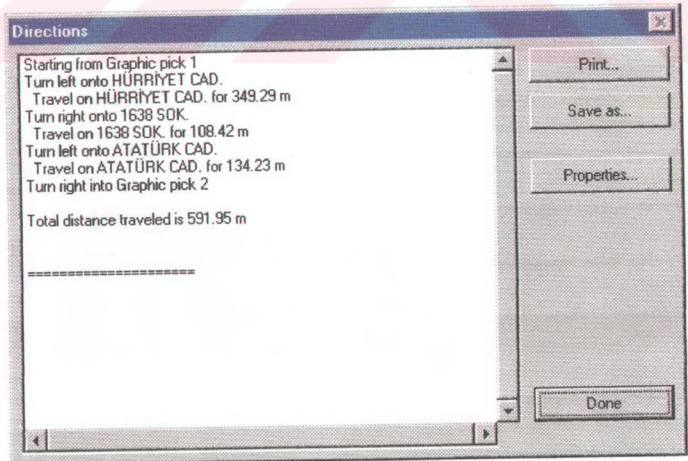 Directions
Starting from Graphic pick 1
Turn left onto HÜRRİYET CAD.
Travel on HÜRRİYET CAD. for 349.29 m
Turn right onto 1638 SOK.
Travel on 1638 SOK. for 108.42 m
Turn left onto ATATÜRK CAD.
Travel on ATATÜRK CAD. for 134.23 m
Turn right into Graphic pick 2
Total distance traveled is 591.95 m
=====================
Print...
Save as...
Properties...
Done